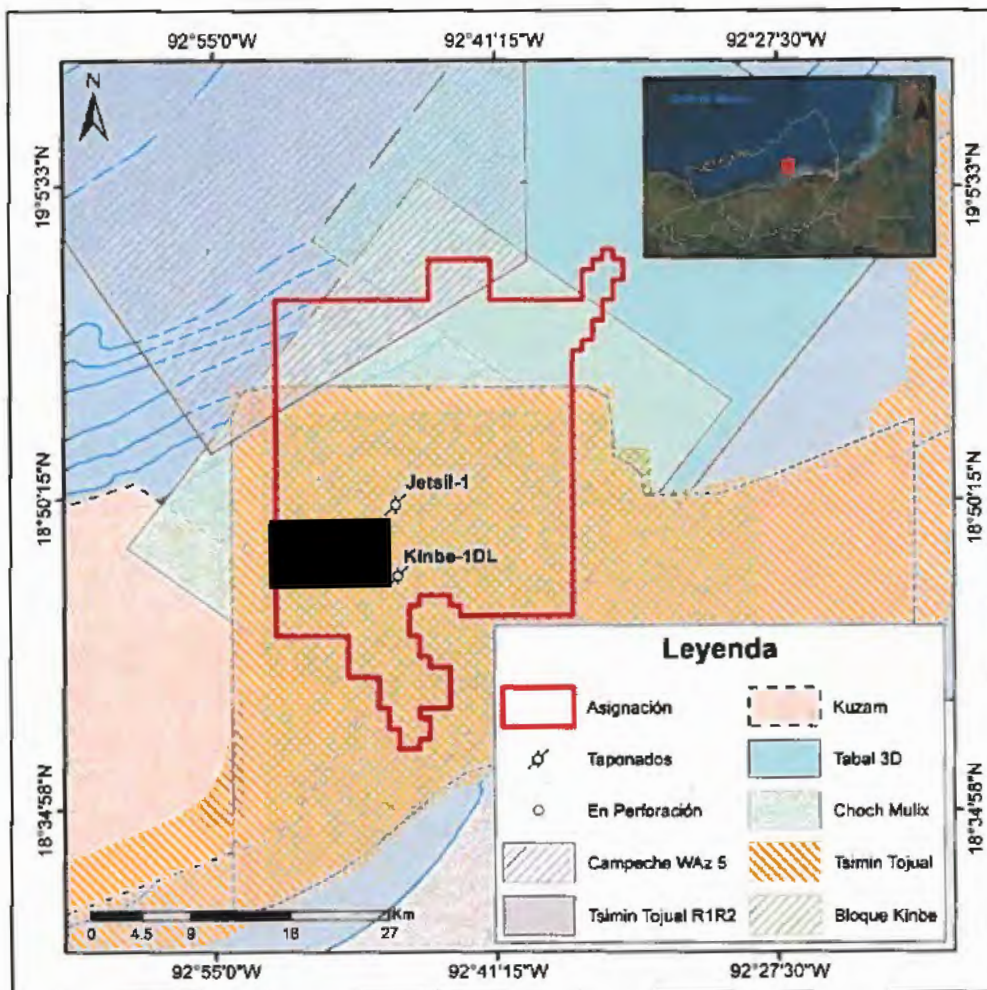 92°55'0"W 92°41'15"W 92°27'30"W
N
19°5'33"N 19°5'33"N
Jetsil-1
18°50'15"N 18°50'15"N
Kinbe-1DL
Leyenda
Asignación Kuzam
Taponados Tabal 3D
En Perforación Choch Mulix
18°34'58"N 18°34'58"N
Campeche WAz 5 Tsimin Tojual
Tsimin Tojual R1R2 Bloque Kinbe
Km
0 4.5 9 18 27
92°55'0"W 92°41'15"W 92°27'30"W